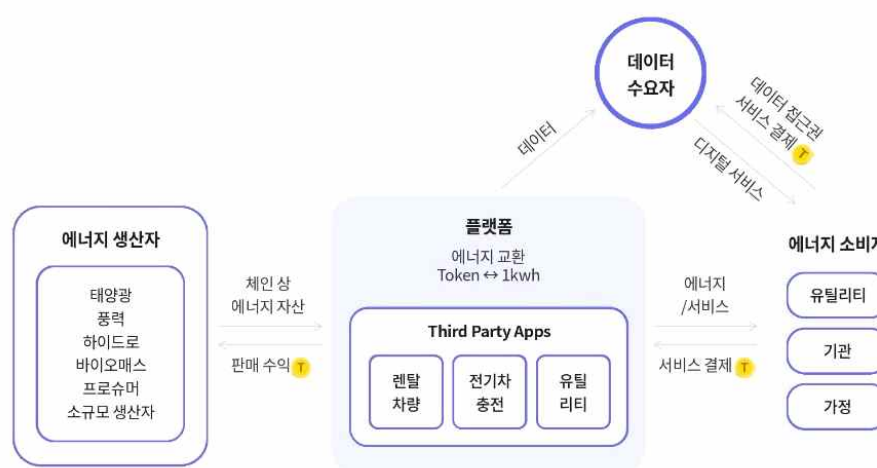 데이터
수요자
데이터 접근권
서비스 결제 T
데이터
디지털 서비스
에너지 생산자
태양광
풍력
하이드로
바이오매스
프로슈머
소규모 생산자
체인 상
에너지 자산
판매 수익 T
플랫폼
에너지 교환
Token ↔ 1kwh
Third Party Apps
렌탈
차량
전기차
충전
유틸
리티
에너지
/서비스
서비스 결제 T
에너지 소비
유틸리티
기관
가정